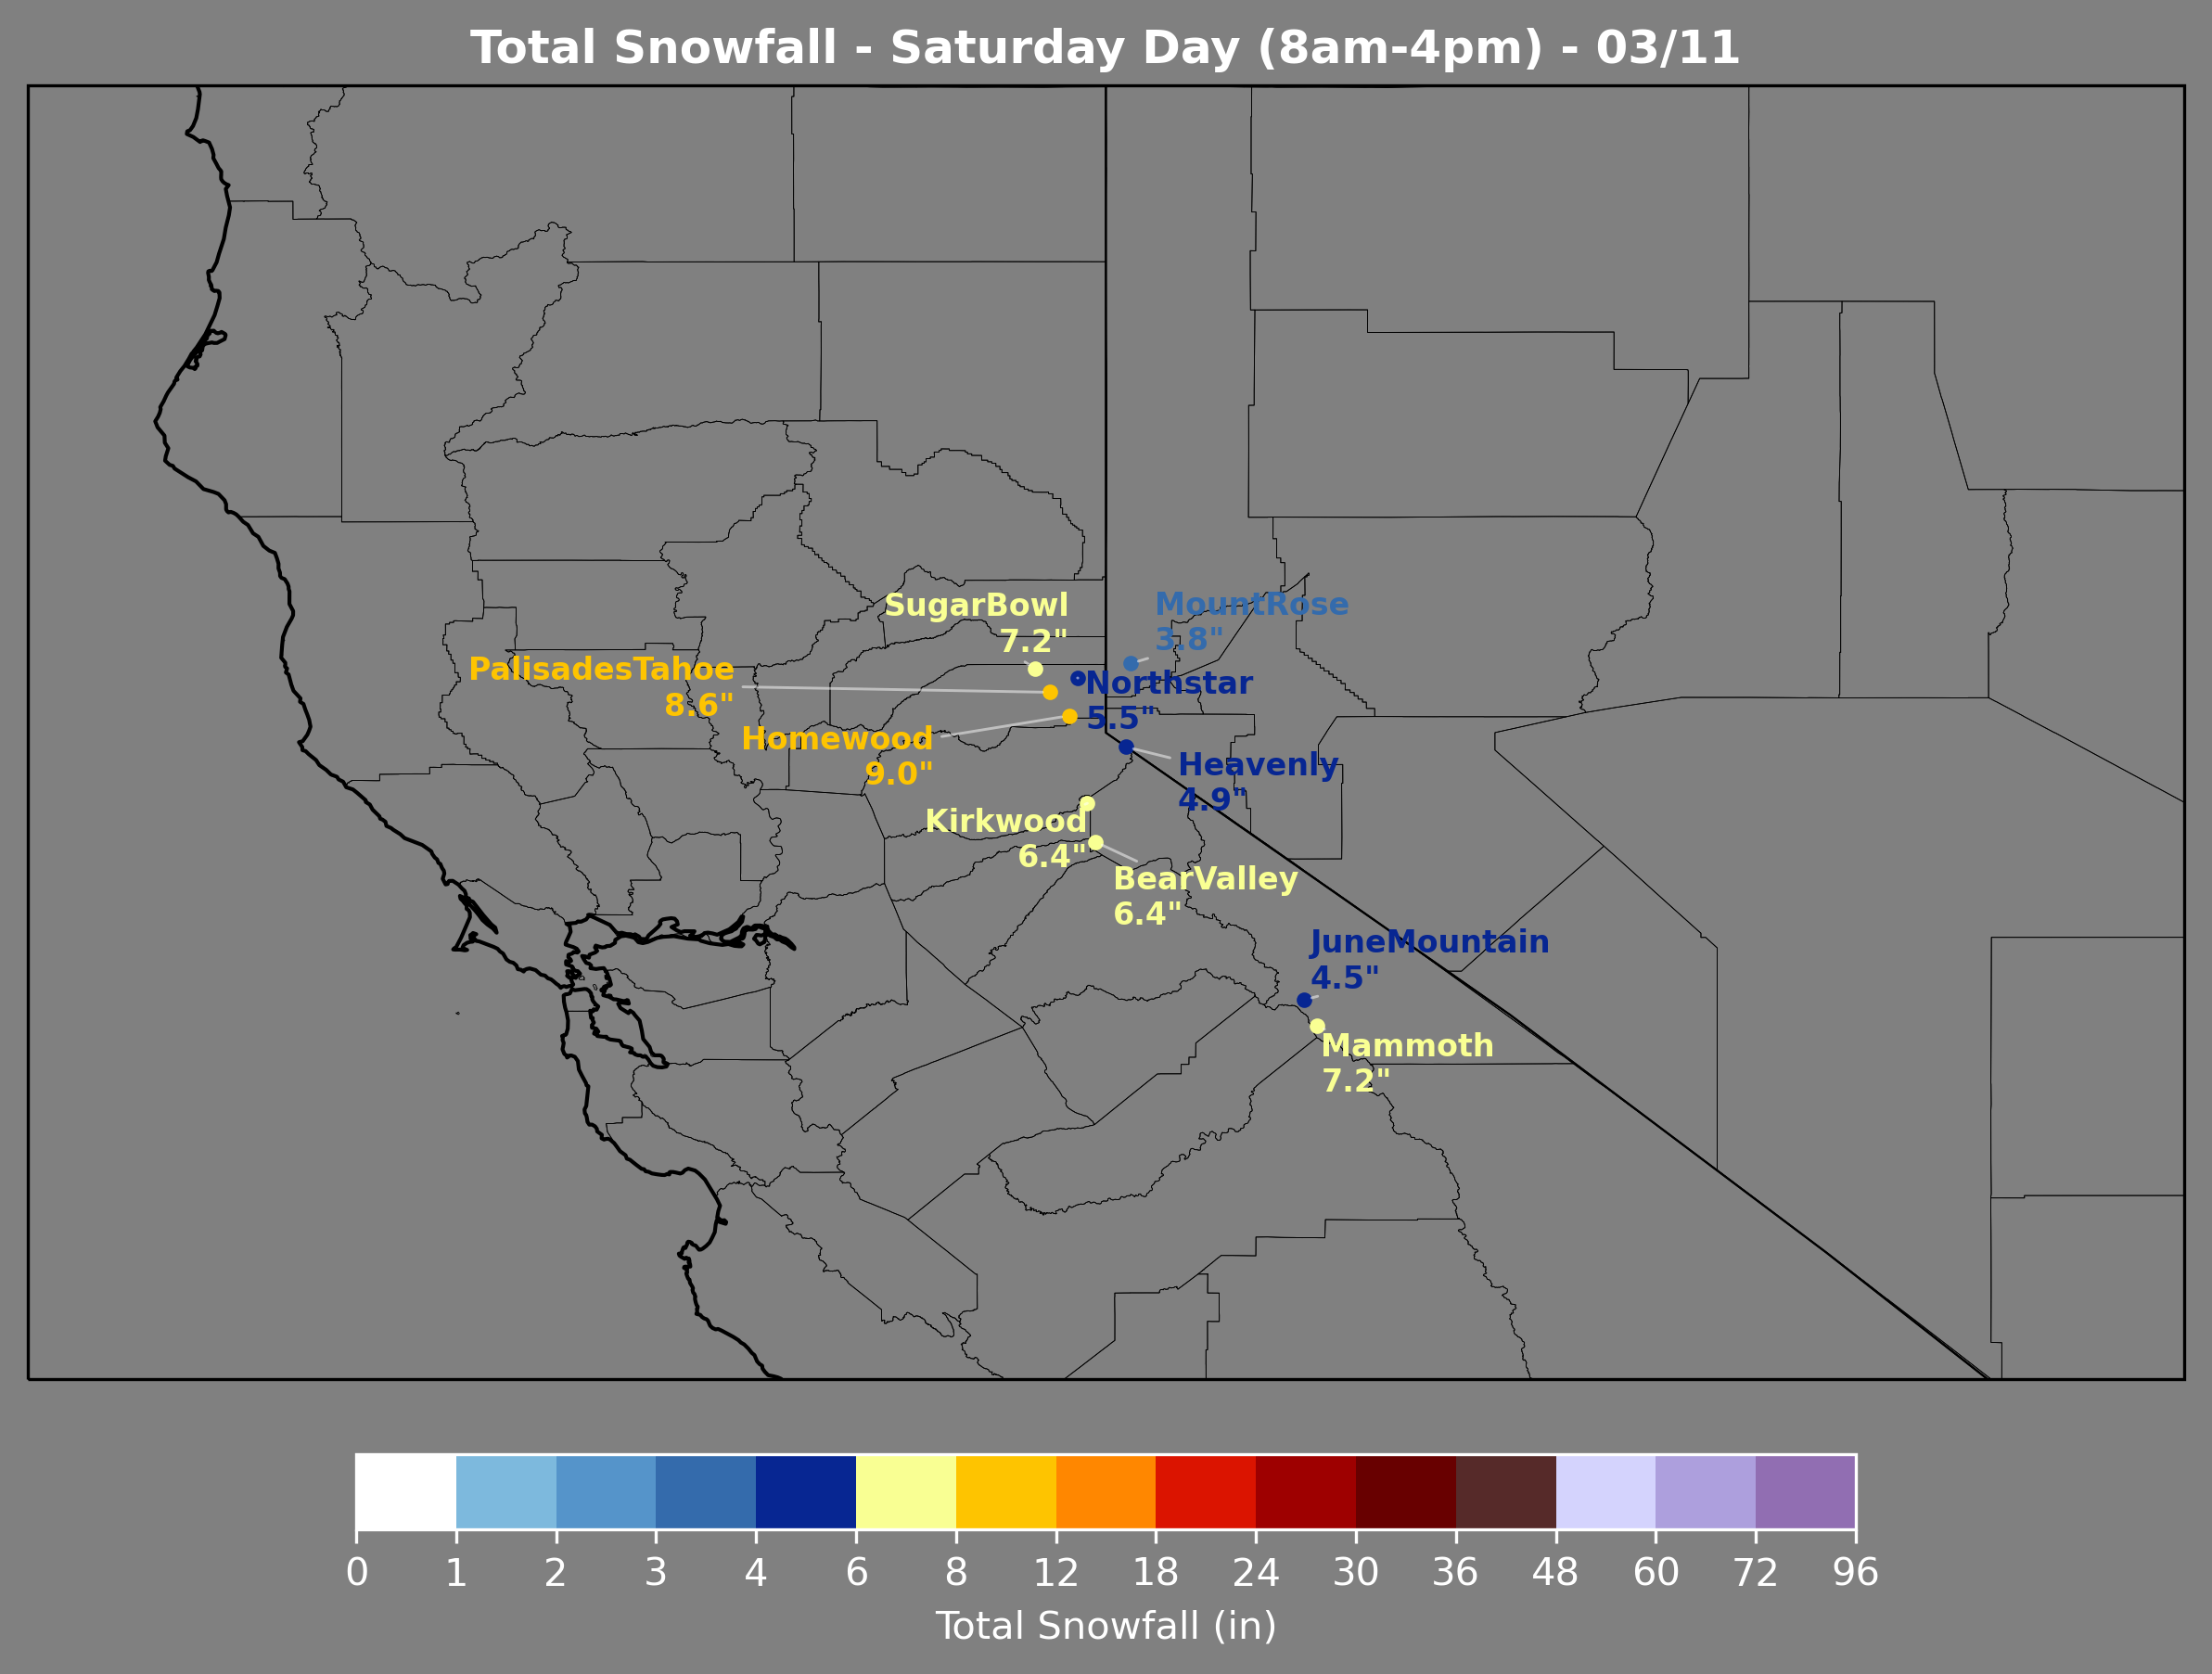 Total Snowfall - Saturday Day (8am-4pm) - 03/11
SugarBowl
7.2"
MountRose
3.8"
PalisadesTahoe
8.6"
Northstar
5.5"
Homewood
9.0"
Heavenly
4.9"
Kirkwood
6.4"
BearValley
6.4"
JuneMountain
4.5"
Mammoth
7.2"
0 1 2 3 4 6 8 12 18 24 30 36 48 60 72 96
Total Snowfall (in)